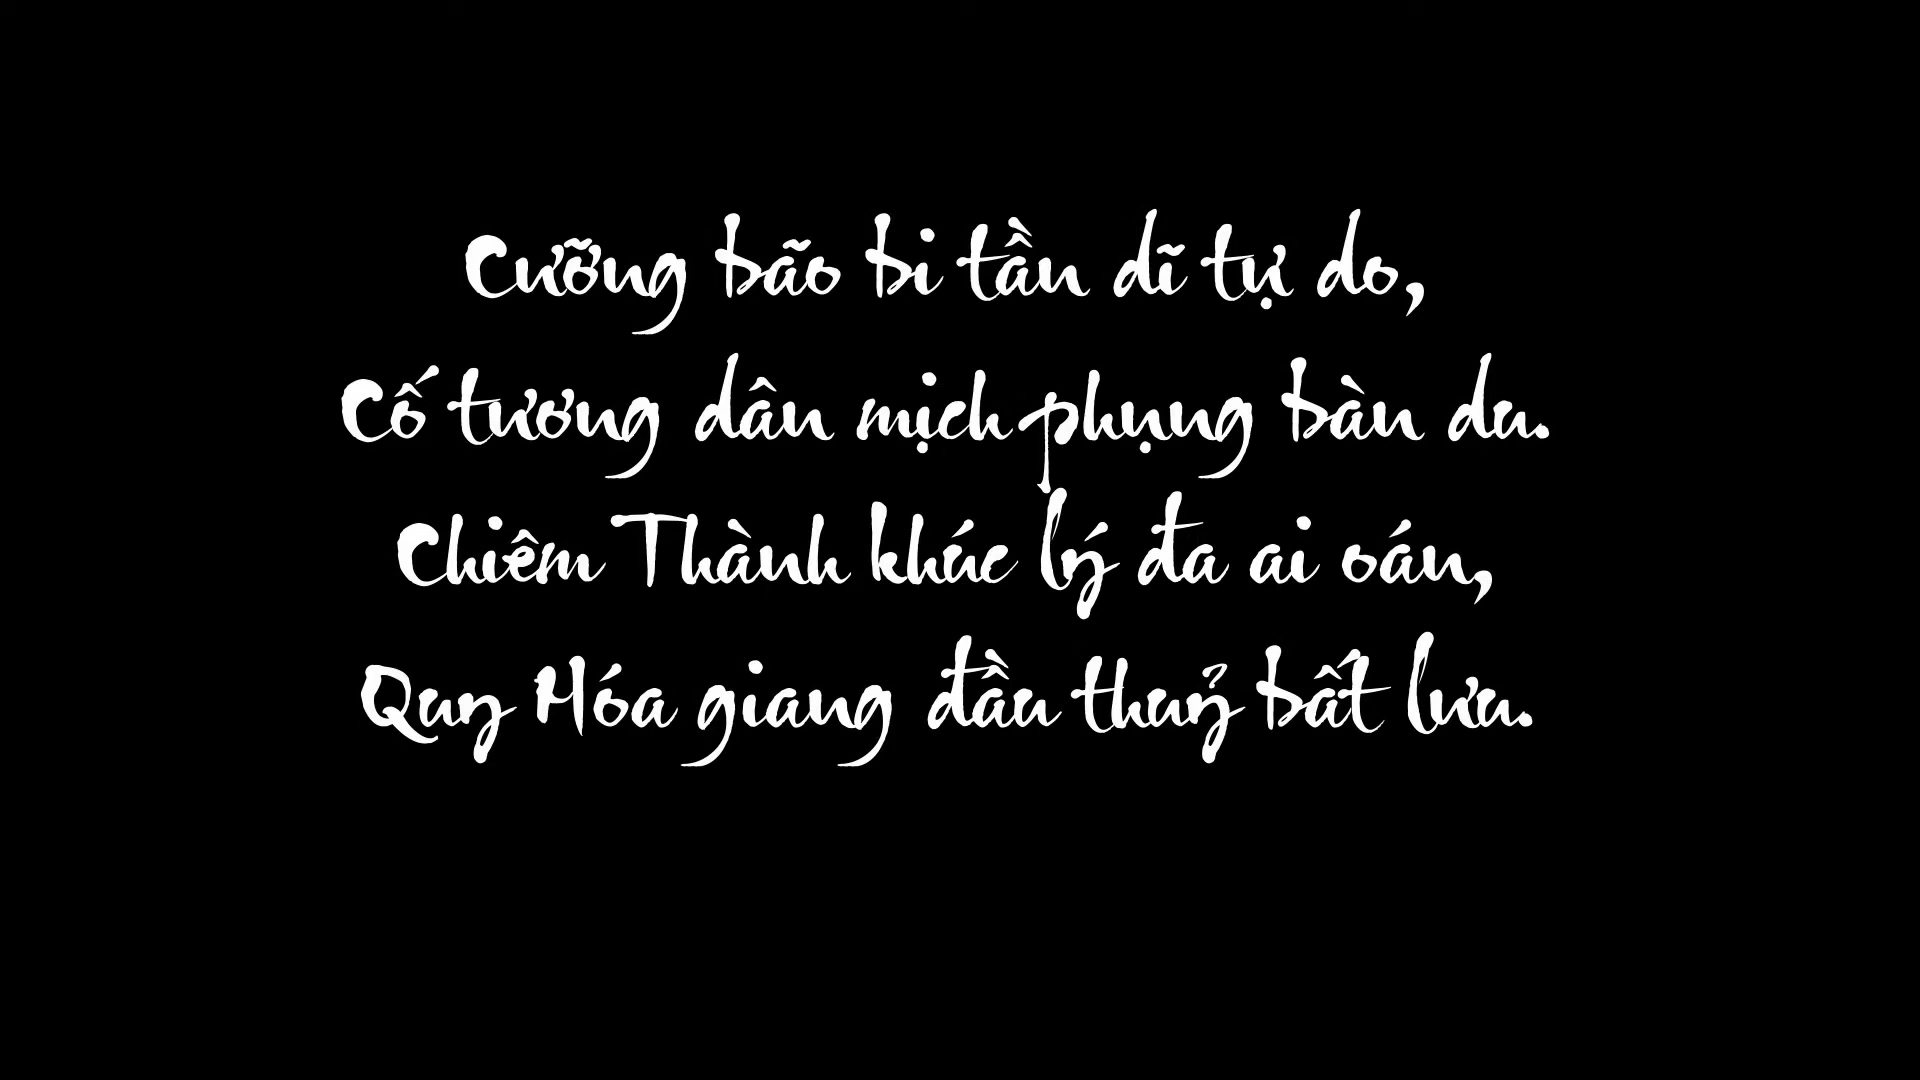 Cưỡng bão bi tần dĩ tự do,
Cố tương dân mịch phụng bàn du.
Chiêm Thành khúc lý đa ai oán,
Quy Hóa giang đầu thuỷ bất lưu.